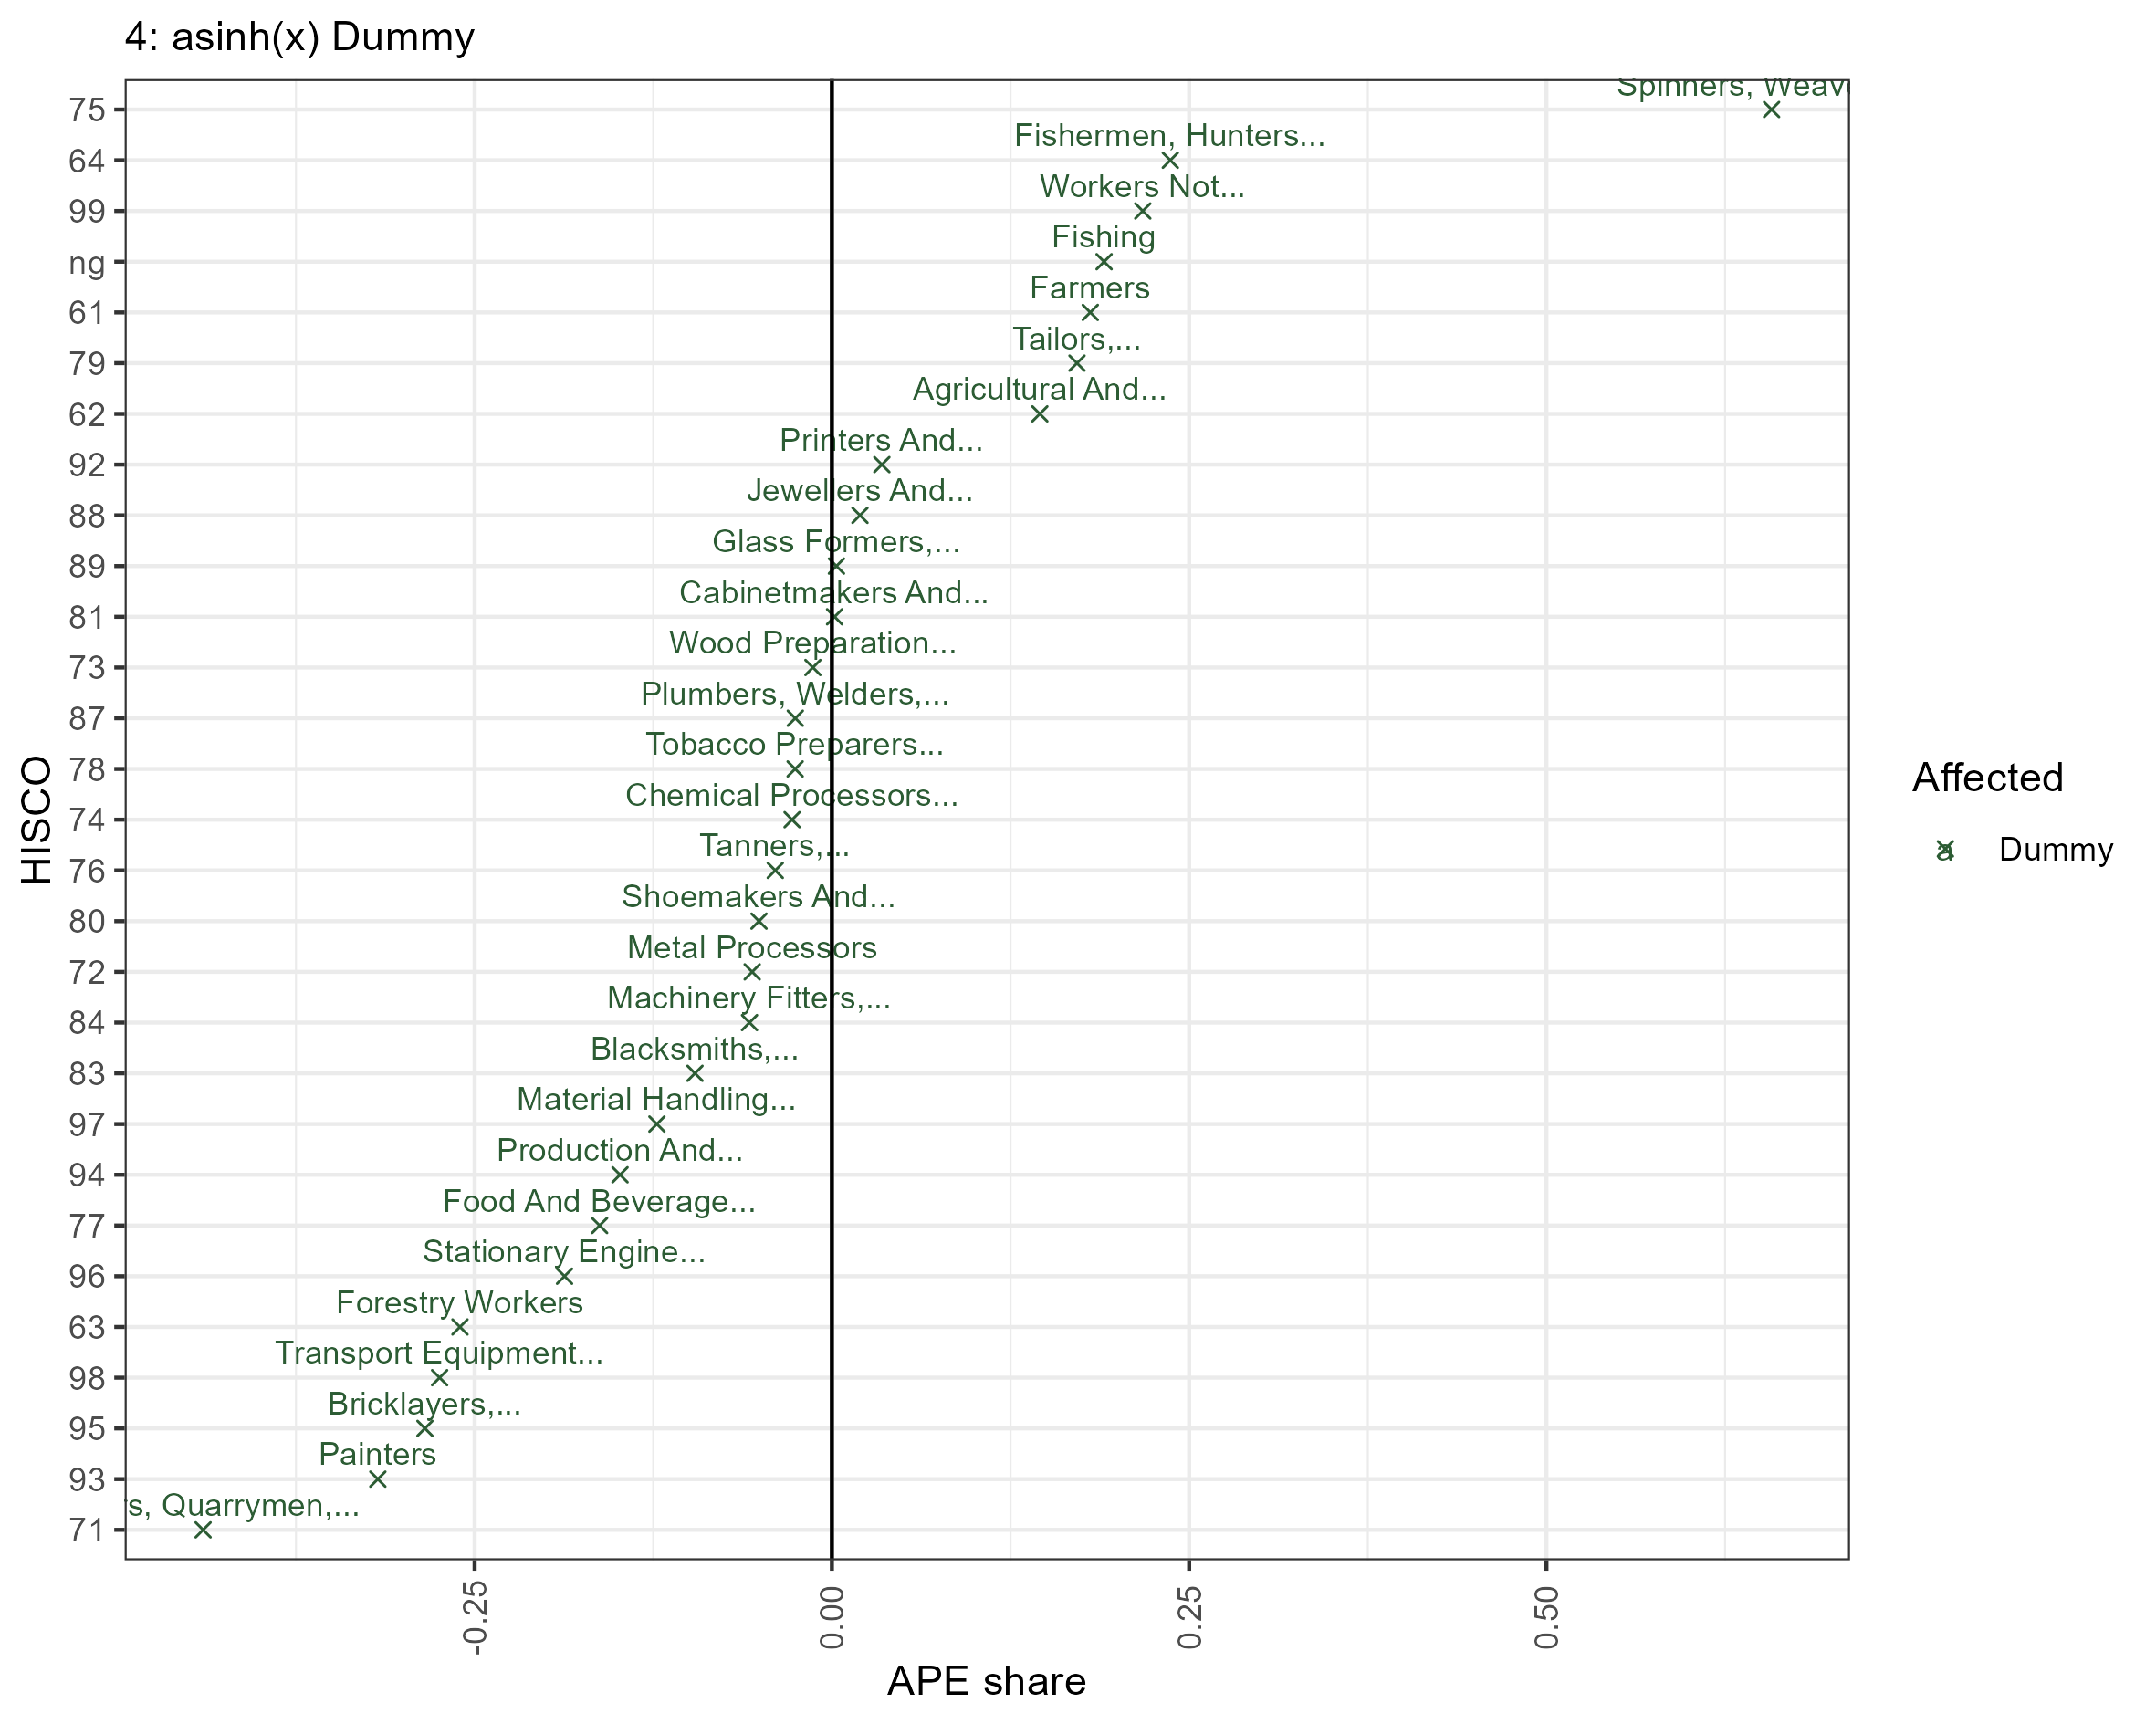 4: asinh(x) Dummy
75
Spinners, Weave
64
Fishermen, Hunters...
99
Workers Not...
ng
Fishing
61
Farmers
79
Tailors,...
62
Agricultural And...
92
Printers And...
88
Jewellers And...
89
Glass Formers,...
81
Cabinetmakers And...
73
Wood Preparation...
87
Plumbers, Welders,...
78
Tobacco Preparers...
74
Chemical Processors...
76
Tanners,...
80
Shoemakers And...
72
Metal Processors
84
Machinery Fitters,...
83
Blacksmiths,...
97
Material Handling...
94
Production And...
77
Food And Beverage...
96
Stationary Engine...
63
Forestry Workers
98
Transport Equipment...
95
Bricklayers,...
93
Painters
71
s, Quarrymen,...
HISCO
-0.25
0.00
0.25
0.50
APE share
Affected
a Dummy